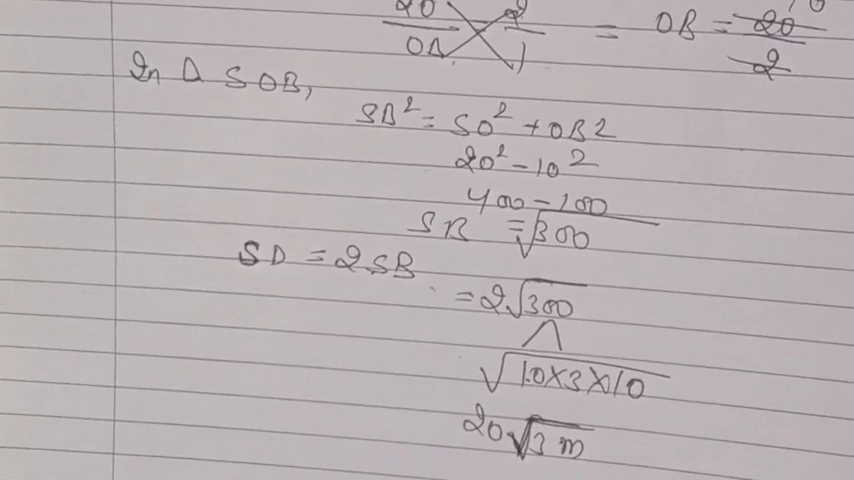 20 2 10
OA 1 = OB = 20
2
In Δ SOB,
SB² = SO² + OB2
20² - 10²
400 - 100
SB = √300
SD = 2SB
= 2√300
√10×3×10
20√3 m